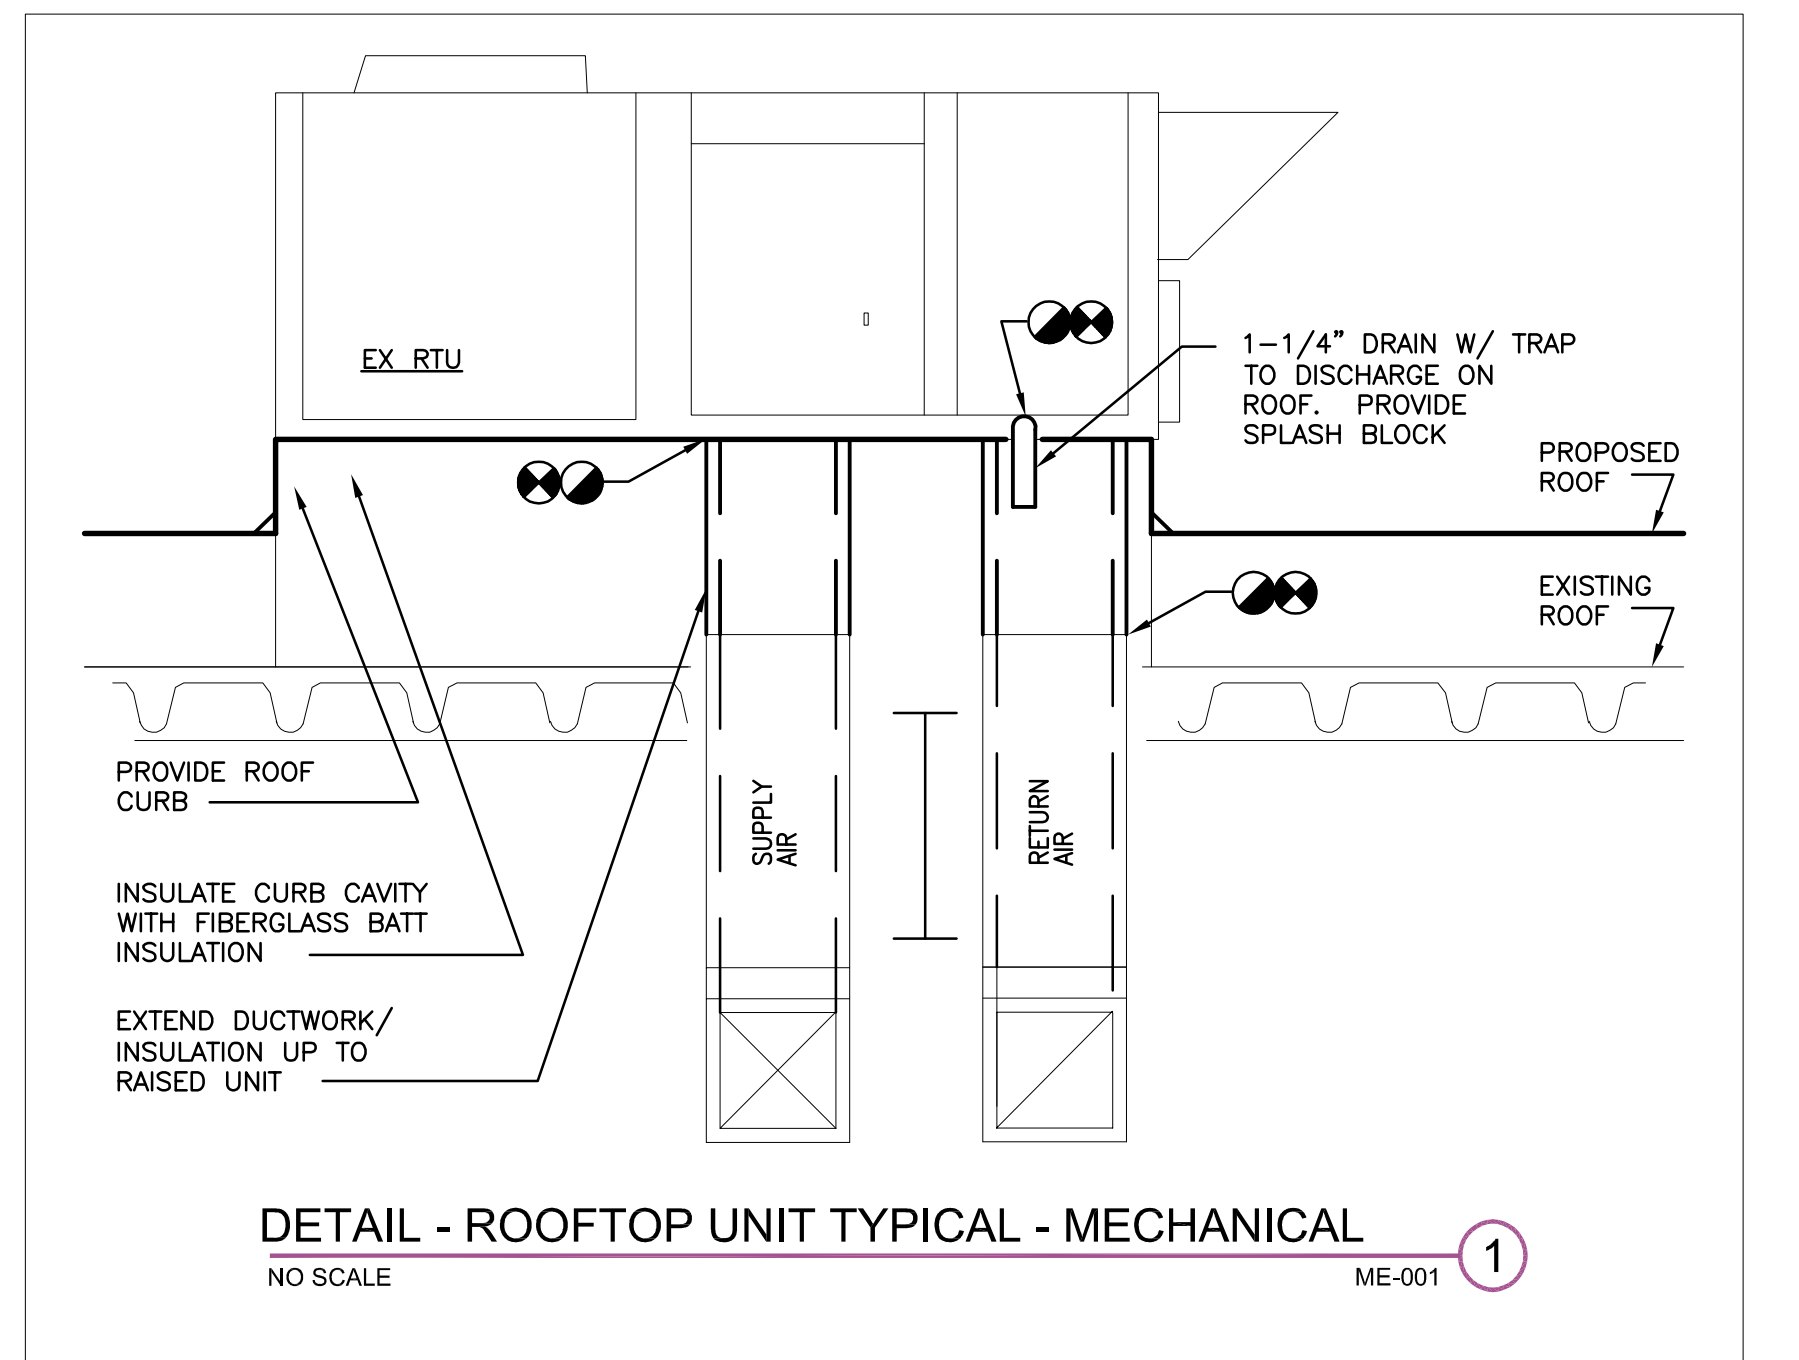 EX RTU
1-1/4” DRAIN W/ TRAP
TO DISCHARGE ON
ROOF. PROVIDE
SPLASH BLOCK
PROPOSED
ROOF
EXISTING
ROOF
PROVIDE ROOF
CURB
INSULATE CURB CAVITY
WITH FIBERGLASS BATT
INSULATION
EXTEND DUCTWORK/
INSULATION UP TO
RAISED UNIT
SUPPLY
AIR
RETURN
AIR
DETAIL - ROOFTOP UNIT TYPICAL - MECHANICAL
1
NO SCALE
ME-001